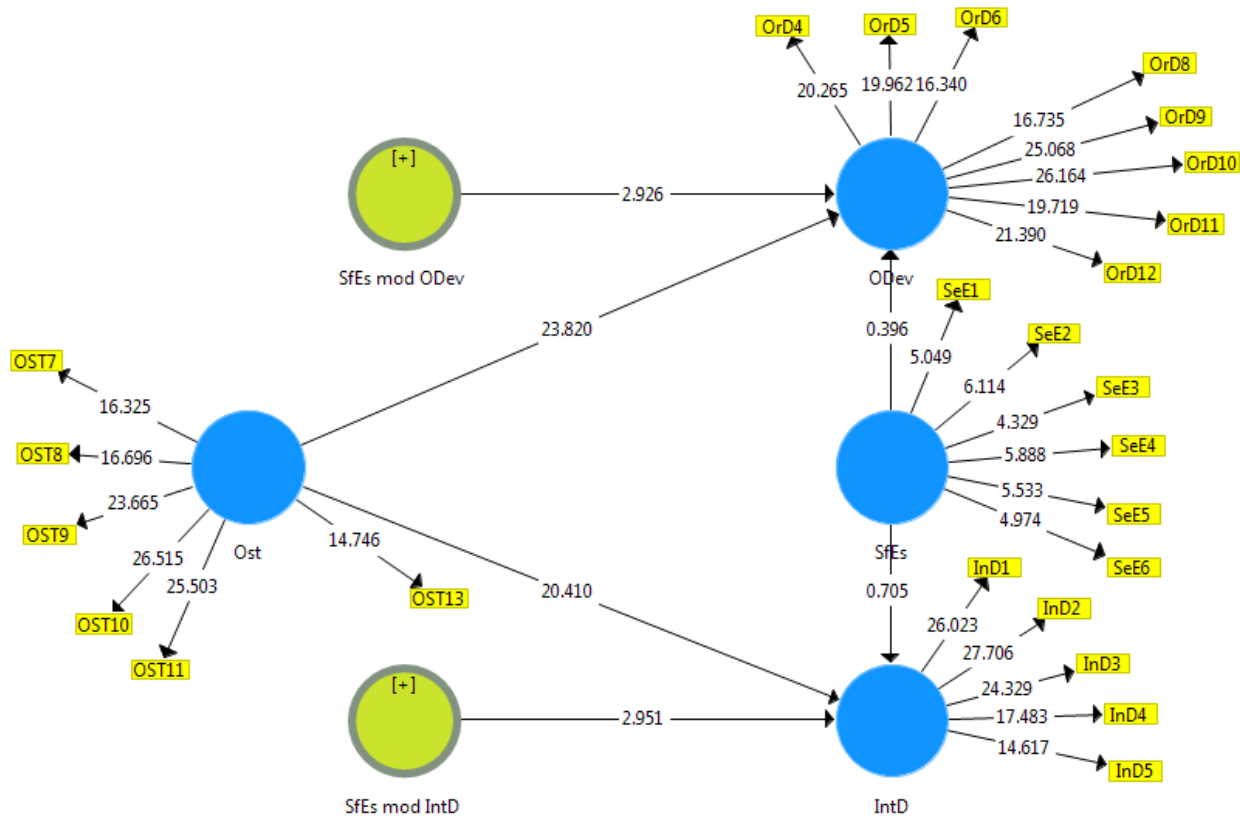 OrD4
OrD5
OrD6
20.265
19.962
16.340
OrD8
16.735
OrD9
25.068
OrD10
26.164
19.719
OrD11
21.390
OrD12
[+]
2.926
SfEs mod ODev
ODev
23.820
0.396
SeE1
5.049
SeE2
6.114
SeE3
4.329
SeE4
5.888
5.533
SeE5
4.974
SeE6
SfEs
OST7
16.325
OST8
16.696
23.665
OST9
26.515
OST10
25.503
OST11
Ost
14.746
OST13
20.410
0.705
InD1
26.023
InD2
27.706
InD3
24.329
17.483
InD4
14.617
InD5
[+]
2.951
SfEs mod IntD
IntD